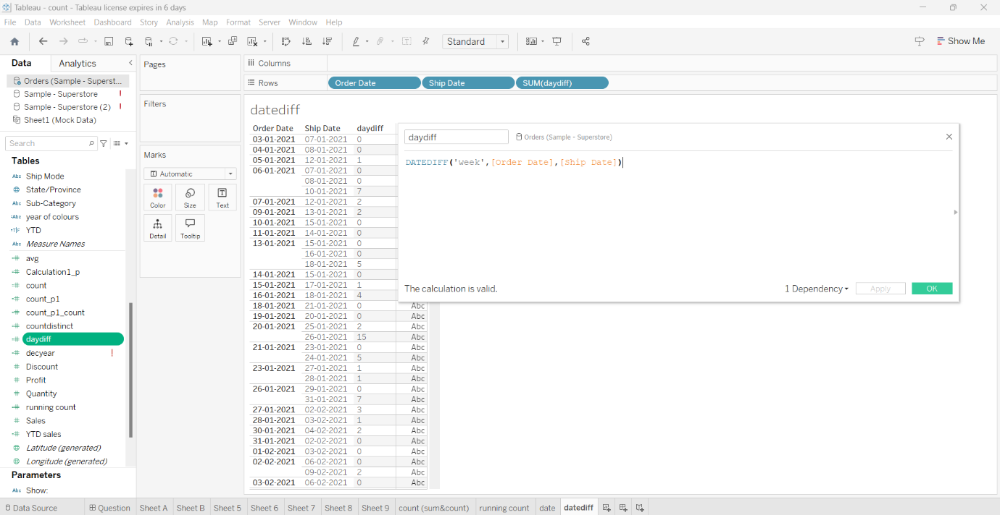 Tableau - count - Tableau license expires in 6 days
File Data Worksheet Dashboard Story Analysis Map Format Server Window Help
Standard
Show Me
Data Analytics
Orders (Sample - Superst...
Sample - Superstore !
Sample - Superstore (2) !
Sheet1 (Mock Data)
Search
Tables
Abc Ship Mode
State/Province
Abc Sub-Category
=Abc year of colours
=T|F YTD
Abc Measure Names
=# avg
=# Calculation1_p
=# count
=# count_p1
=# count_p1_count
=# countdistinct
=# daydiff
=# decyear !
# Discount
# Profit
# Quantity
=# running count
# Sales
=# YTD sales
Latitude (generated)
Longitude (generated)
Parameters
Abc Show:
Pages
Filters
Marks
Automatic
Color Size Text
Detail Tooltip
Columns
Rows Order Date Ship Date SUM(daydiff)
datediff
Order Date Ship Date daydiff
03-01-2021 07-01-2021 0
04-01-2021 08-01-2021 0
05-01-2021 12-01-2021 1
06-01-2021 07-01-2021 0
08-01-2021 0
10-01-2021 7
07-01-2021 12-01-2021 2
09-01-2021 13-01-2021 2
10-01-2021 15-01-2021 0
11-01-2021 14-01-2021 0
13-01-2021 15-01-2021 0
16-01-2021 0
18-01-2021 5
14-01-2021 15-01-2021 0
15-01-2021 17-01-2021 1
16-01-2021 18-01-2021 4
18-01-2021 21-01-2021 0 Abc
19-01-2021 20-01-2021 0 Abc
20-01-2021 25-01-2021 2 Abc
26-01-2021 15 Abc
21-01-2021 23-01-2021 0 Abc
24-01-2021 5 Abc
23-01-2021 27-01-2021 1 Abc
28-01-2021 1 Abc
26-01-2021 29-01-2021 0 Abc
31-01-2021 7 Abc
27-01-2021 02-02-2021 3 Abc
28-01-2021 03-02-2021 1 Abc
30-01-2021 04-02-2021 2 Abc
31-01-2021 02-02-2021 0 Abc
01-02-2021 03-02-2021 0 Abc
02-02-2021 06-02-2021 0 Abc
09-02-2021 2 Abc
03-02-2021 06-02-2021 0 Abc
daydiff Orders (Sample - Superstore)
DATEDIFF('week',[Order Date],[Ship Date])
The calculation is valid. 1 Dependency Apply OK
Data Source Question Sheet A Sheet B Sheet 5 Sheet 6 Sheet 7 Sheet 8 Sheet 9 count (sum&count) running count date datediff